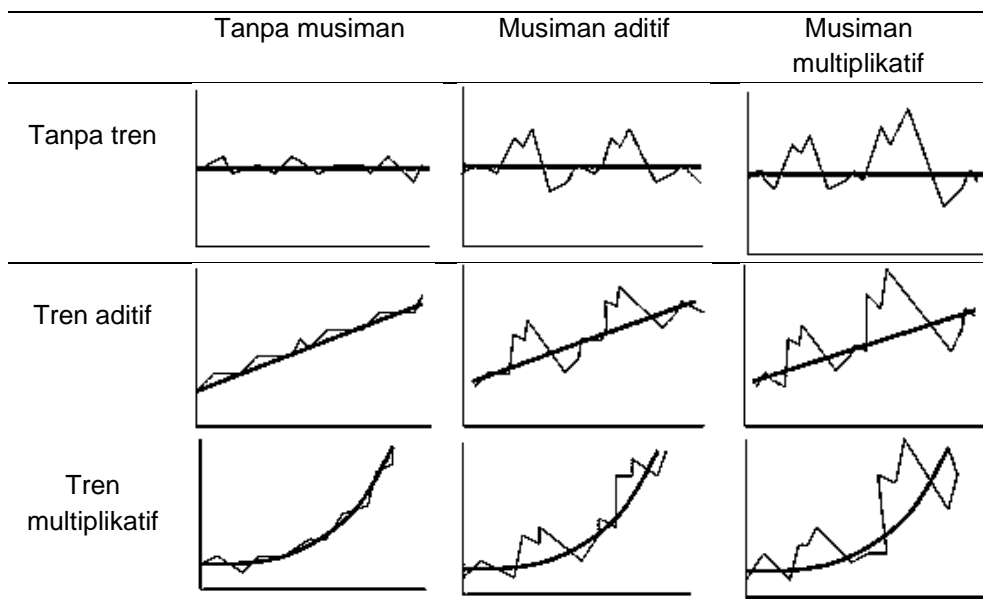 Tanpa musiman Musiman aditif Musiman
multiplikatif
Tanpa tren
Tren aditif
Tren
multiplikatif